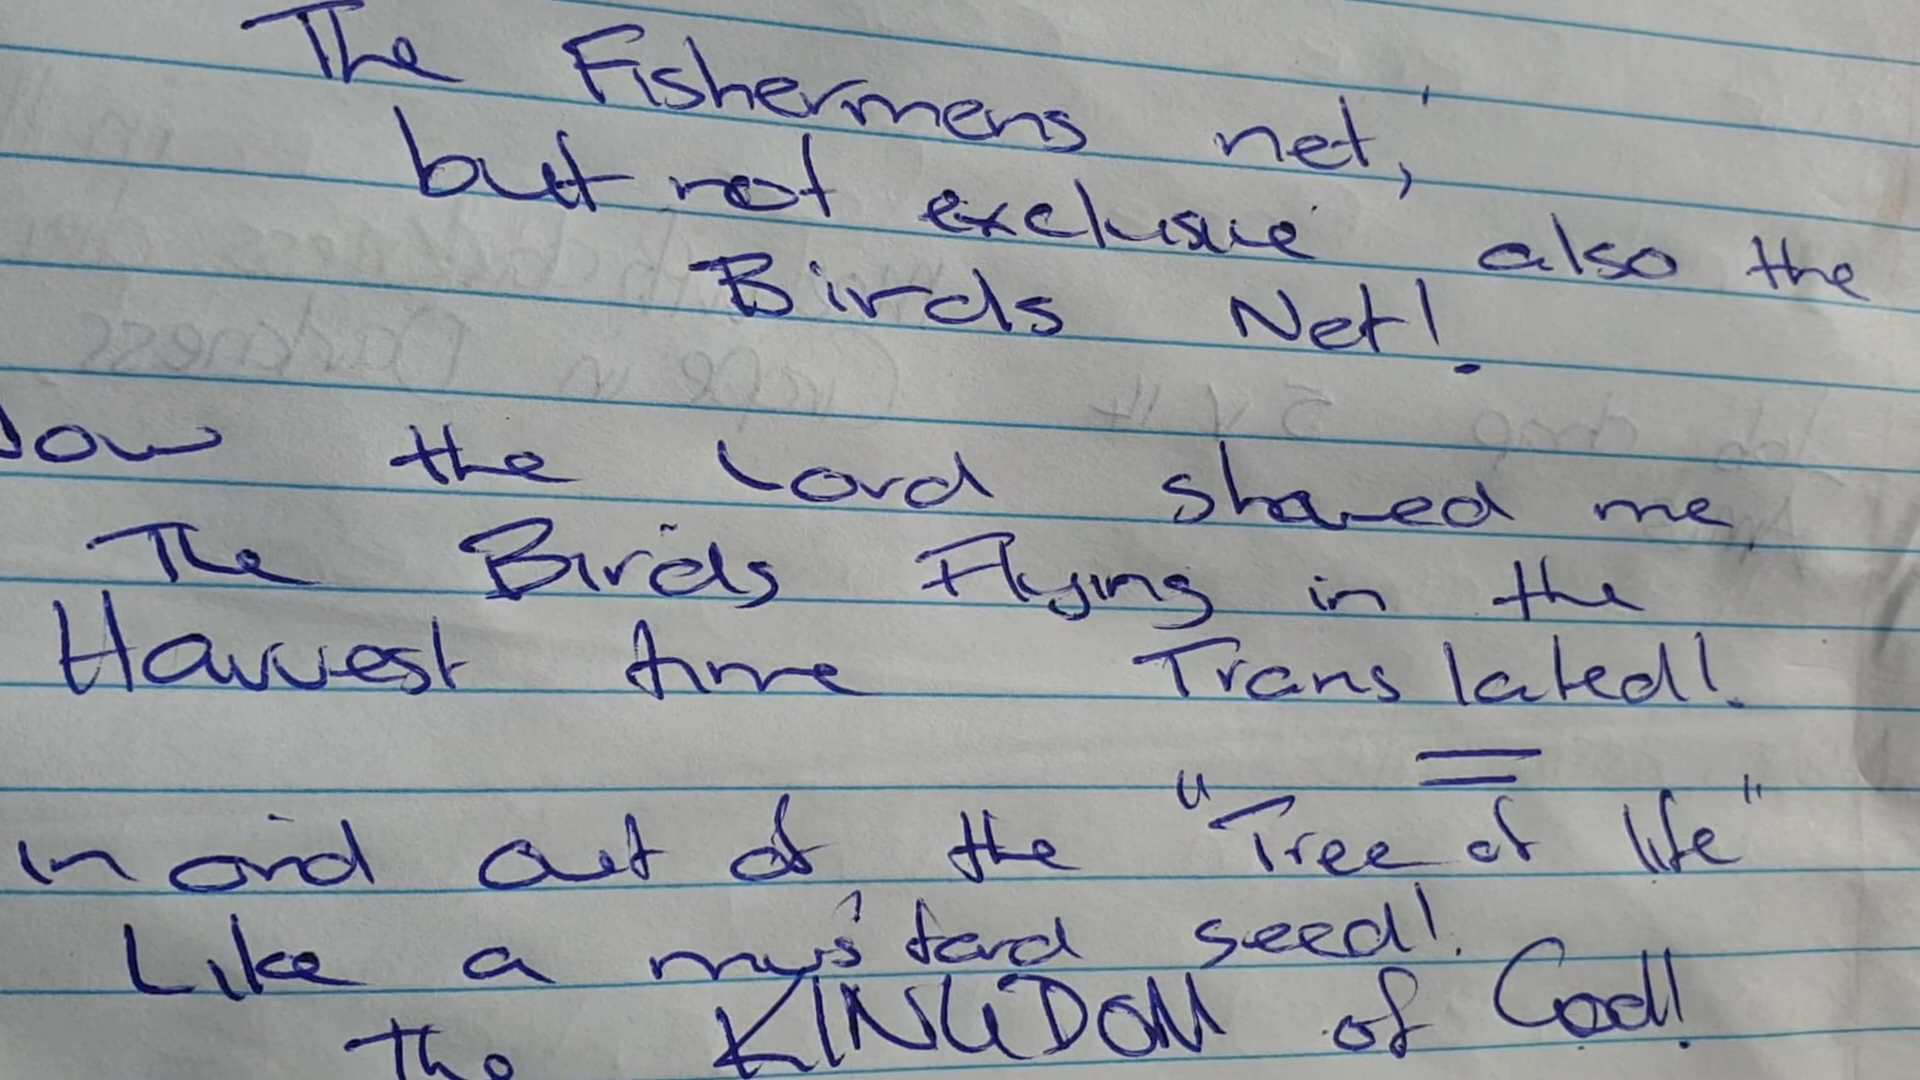 The Fishermens net,
but not exclusive also the
Birds Net!
the Lord shared me
The Birds Flying in the
Harvest time Translated!
in and out of the "Tree of life"
Like a mustard seed!
The KINGDOM of God!